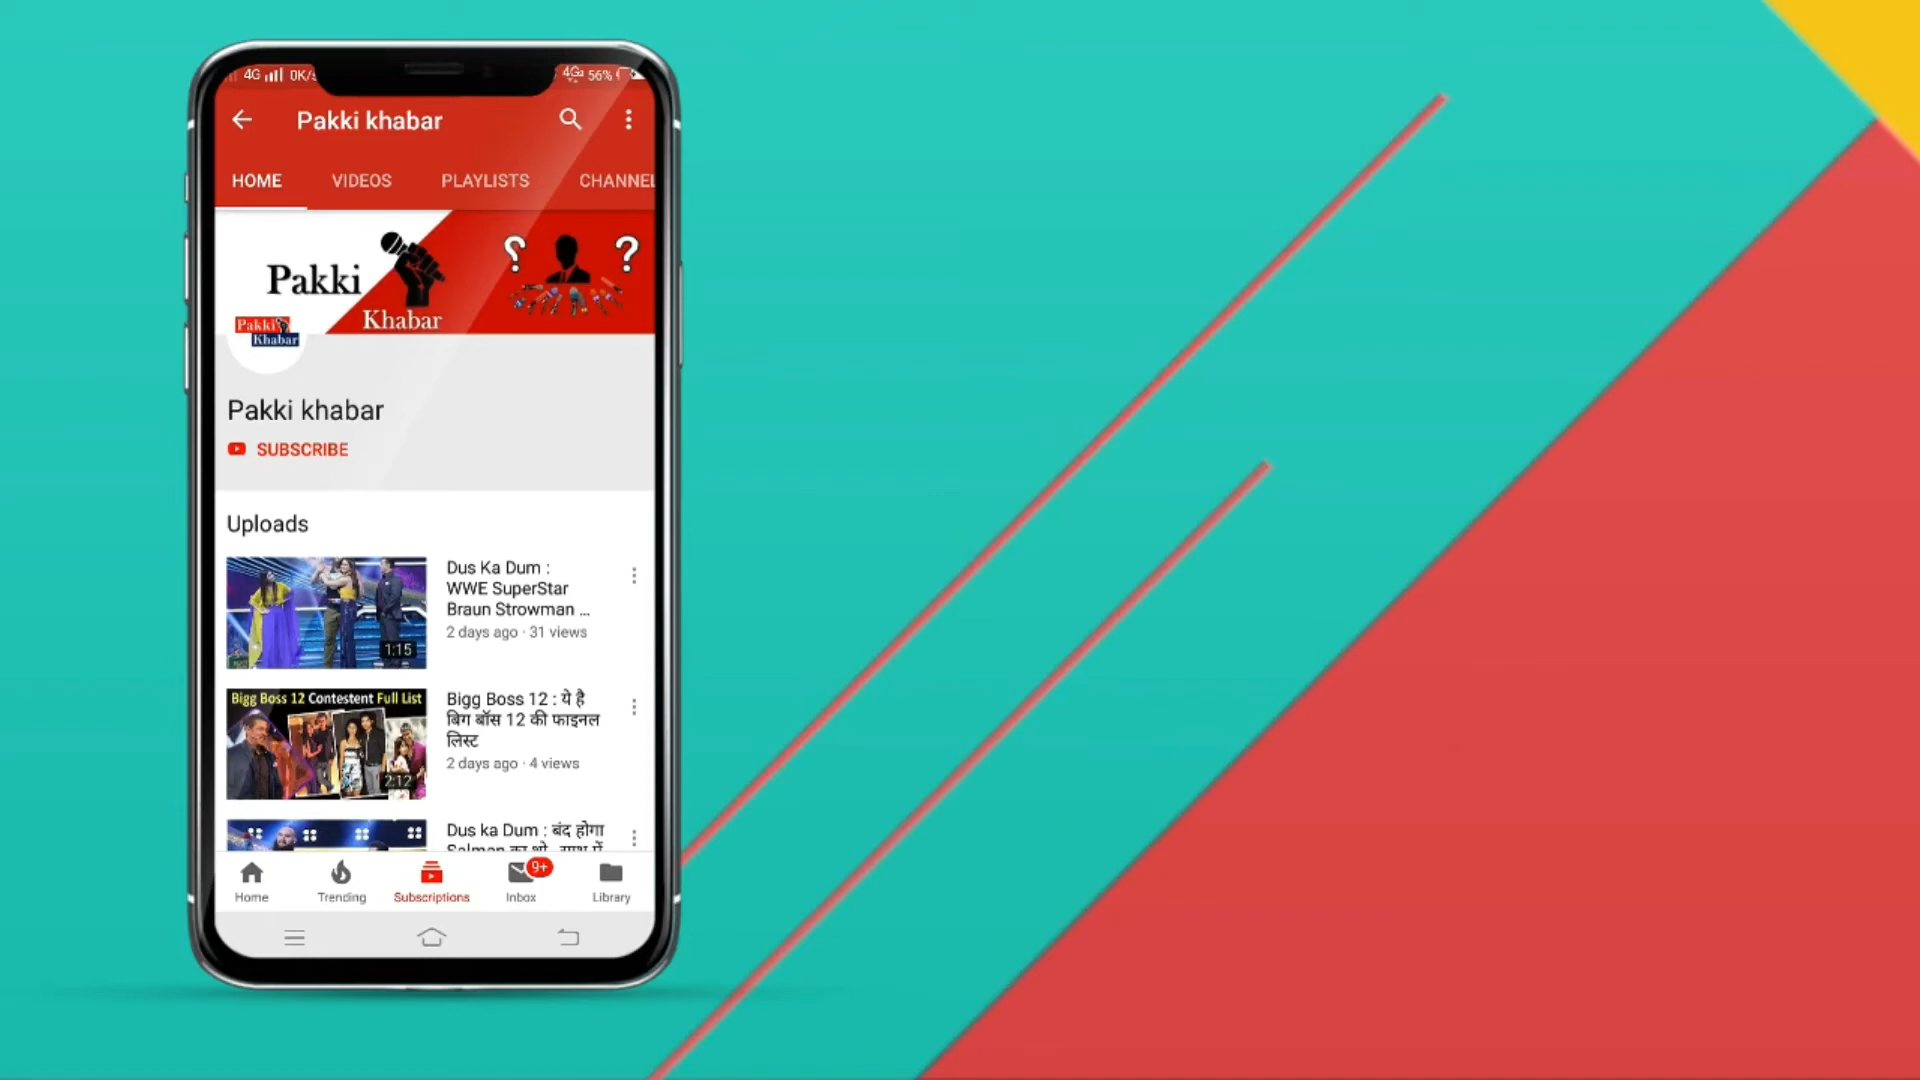 4G 0K/s 4G 56%
Pakki khabar
HOME VIDEOS PLAYLISTS CHANNEL
Pakki
Khabar
? ?
Pakki
Khabar
Pakki khabar
SUBSCRIBE
Uploads
Dus Ka Dum :
WWE SuperStar
Braun Strowman ...
2 days ago · 31 views
1:15
Bigg Boss 12 Contestent Full List
Bigg Boss 12 : ये है
बिग बॉस 12 की फाइनल
लिस्ट
2 days ago · 4 views
2:12
Dus ka Dum : बंद होगा
Salman का शो
9+
Home Trending Subscriptions Inbox Library